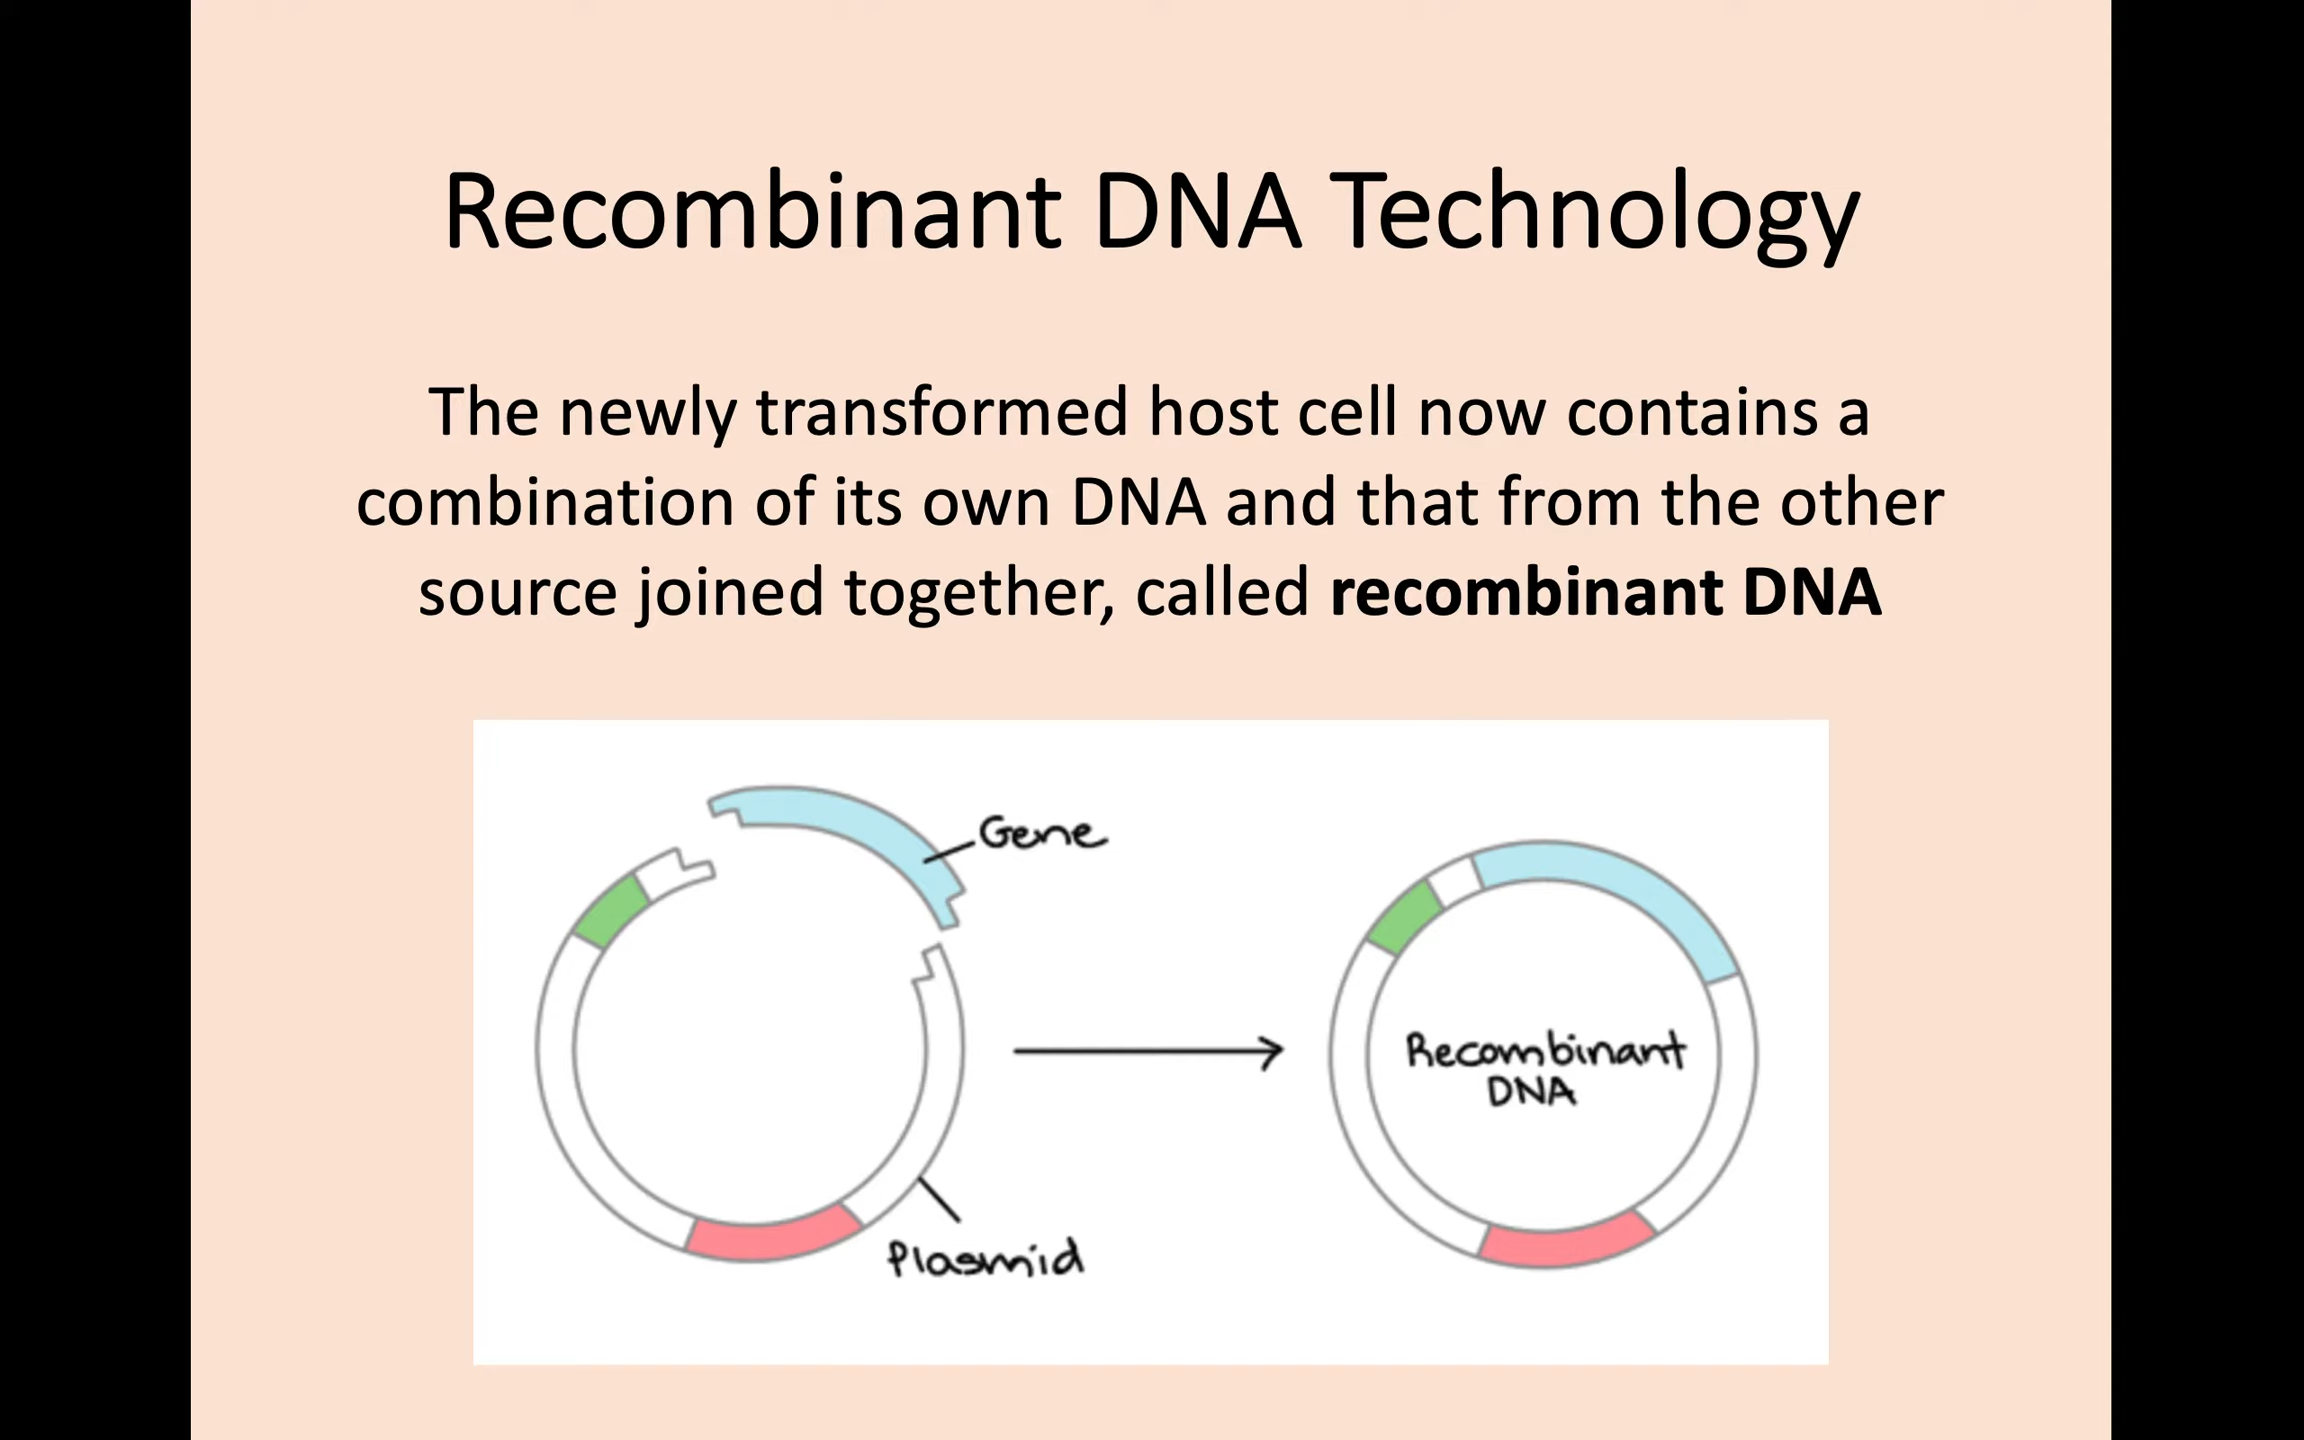 Recombinant DNA Technology
The newly transformed host cell now contains a
combination of its own DNA and that from the other
source joined together, called recombinant DNA
Gene
Recombinant
DNA
Plasmid